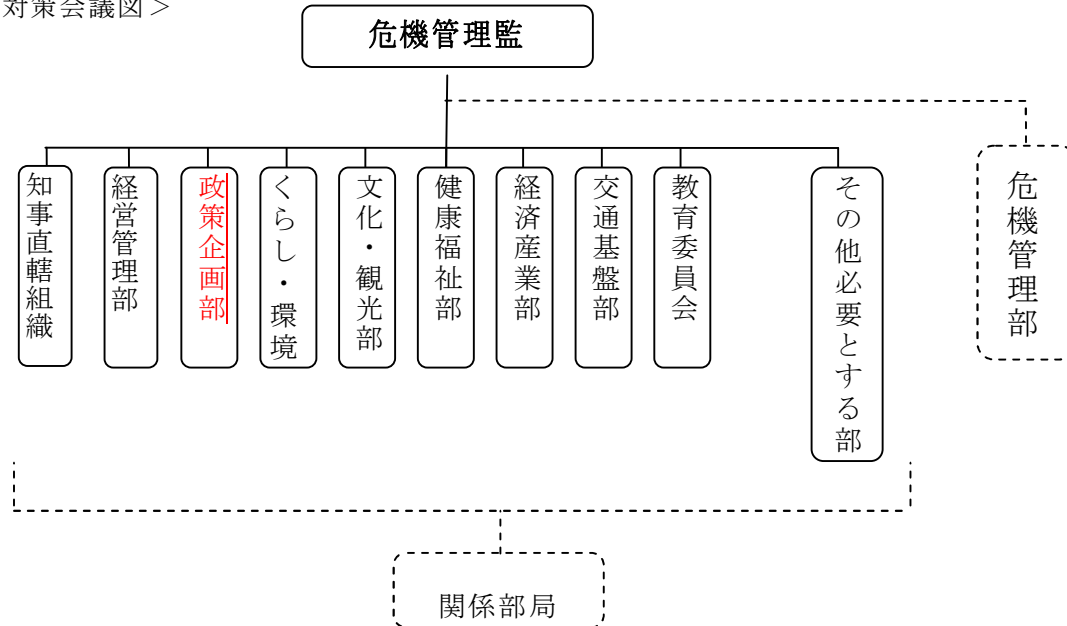 対策会議図＞
危機管理監
知事直轄組織
経営管理部
政策企画部
くらし・環境
文化・観光部
健康福祉部
経済産業部
交通基盤部
教育委員会
その他必要とする部
危機管理部
関係部局